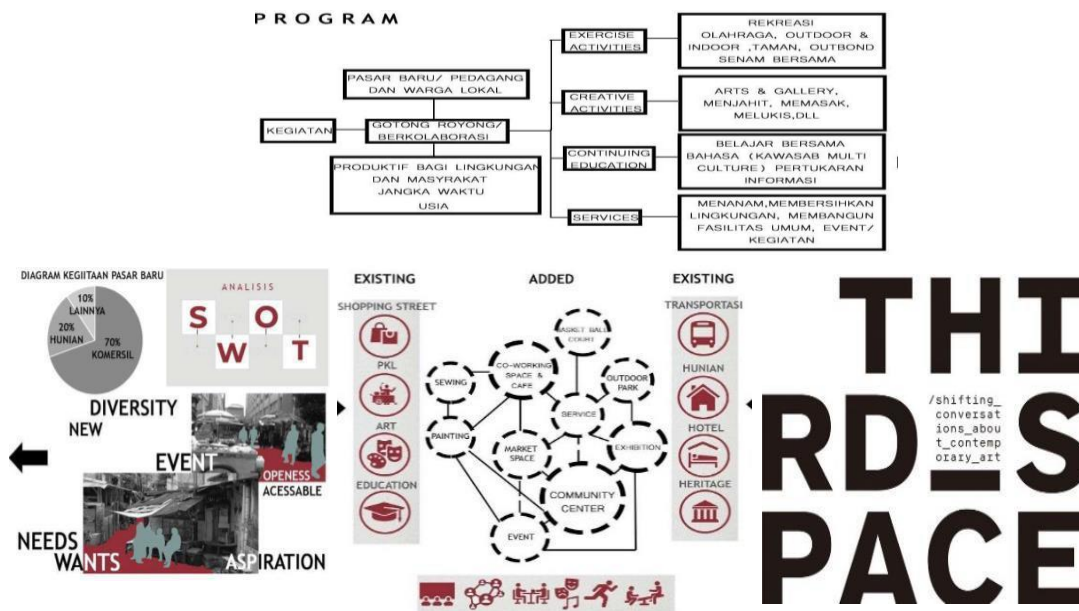 PROGRAM
EXERCISE
ACTIVITIES
REKREASI
OLAHRAGA, OUTDOOR &
INDOOR ,TAMAN, OUTBOND
SENAM BERSAMA
PASAR BARU/ PEDAGANG
DAN WARGA LOKAL
CREATIVE
ACTIVITIES
ARTS & GALLERY,
MENJAHIT, MEMASAK,
MELUKIS,DLL
KEGIATAN
GOTONG ROYONG/
BERKOLABORASI
CONTINUING
EDUCATION
BELAJAR BERSAMA
BAHASA (KAWASAB MULTI
CULTURE) PERTUKARAN
INFORMASI
PRODUKTIF BAGI LINGKUNGAN
DAN MASYRAKAT
JANGKA WAKTU
USIA
SERVICES
MENANAM,MEMBERSIHKAN
LINGKUNGAN, MEMBANGUN
FASILITAS UMUM, EVENT/
KEGIATAN
DIAGRAM KEGIITAAN PASAR BARU
10%
LAINNYA
20%
HUNIAN
70%
KOMERSIL
ANALISIS
S W O T
DIVERSITY
NEW
EVENT
OPENESS
ACESSABLE
NEEDS
WANTS
ASPIRATION
EXISTING
SHOPPING STREET
PKL
ART
EDUCATION
ADDED
BASKET BALL
COURT
CO-WORKING
SPACE &
CAFE
SEWING
OUTDOOR
PARK
SERVICE
PAINTING
MARKET
SPACE
EXHIBITION
COMMUNITY
CENTER
EVENT
EXISTING
TRANSPORTASI
HUNIAN
HOTEL
HERITAGE
THI
RD_S
PACE
/shifting_
conversat
ions_abou
t_contemp
orary_art